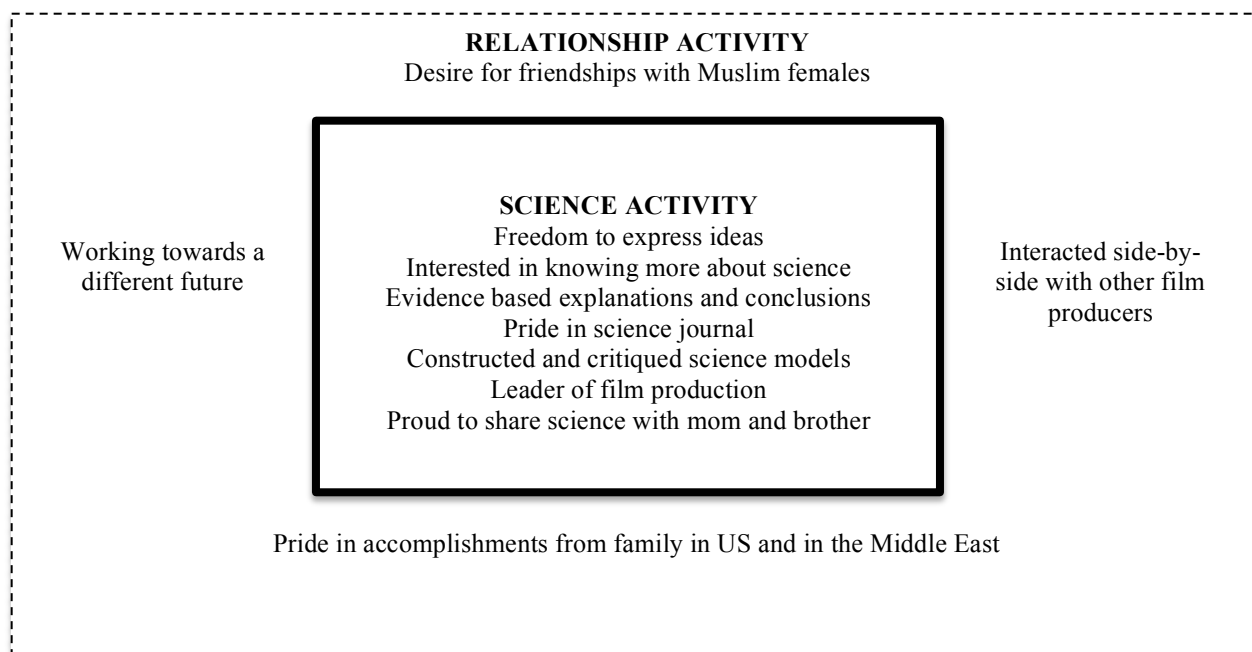 RELATIONSHIP ACTIVITY
Desire for friendships with Muslim females
SCIENCE ACTIVITY
Freedom to express ideas
Interested in knowing more about science
Evidence based explanations and conclusions
Pride in science journal
Constructed and critiqued science models
Leader of film production
Proud to share science with mom and brother
Working towards a
different future
Interacted side-by-
side with other film
producers
Pride in accomplishments from family in US and in the Middle East